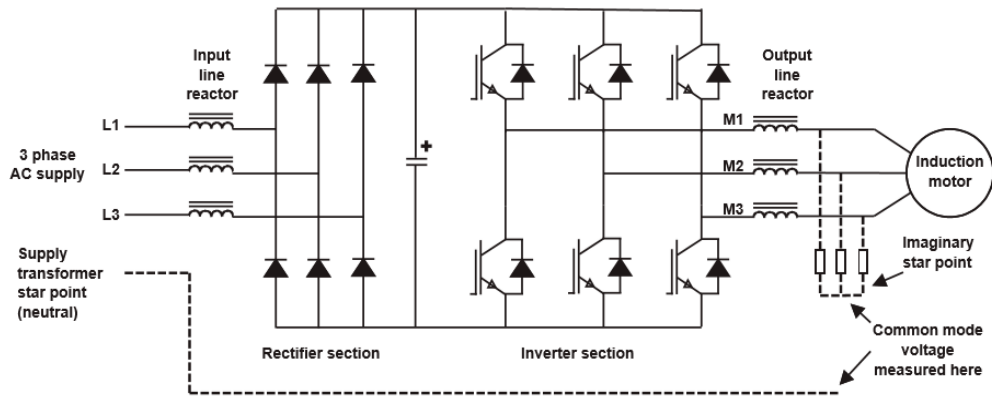 Input
line
reactor
Output
line
reactor
L1
M1
3 phase
AC supply
+
L2
M2
Induction
motor
L3
M3
Supply
transformer
star point
(neutral)
Imaginary
star point
Rectifier section
Inverter section
Common mode
voltage
measured here